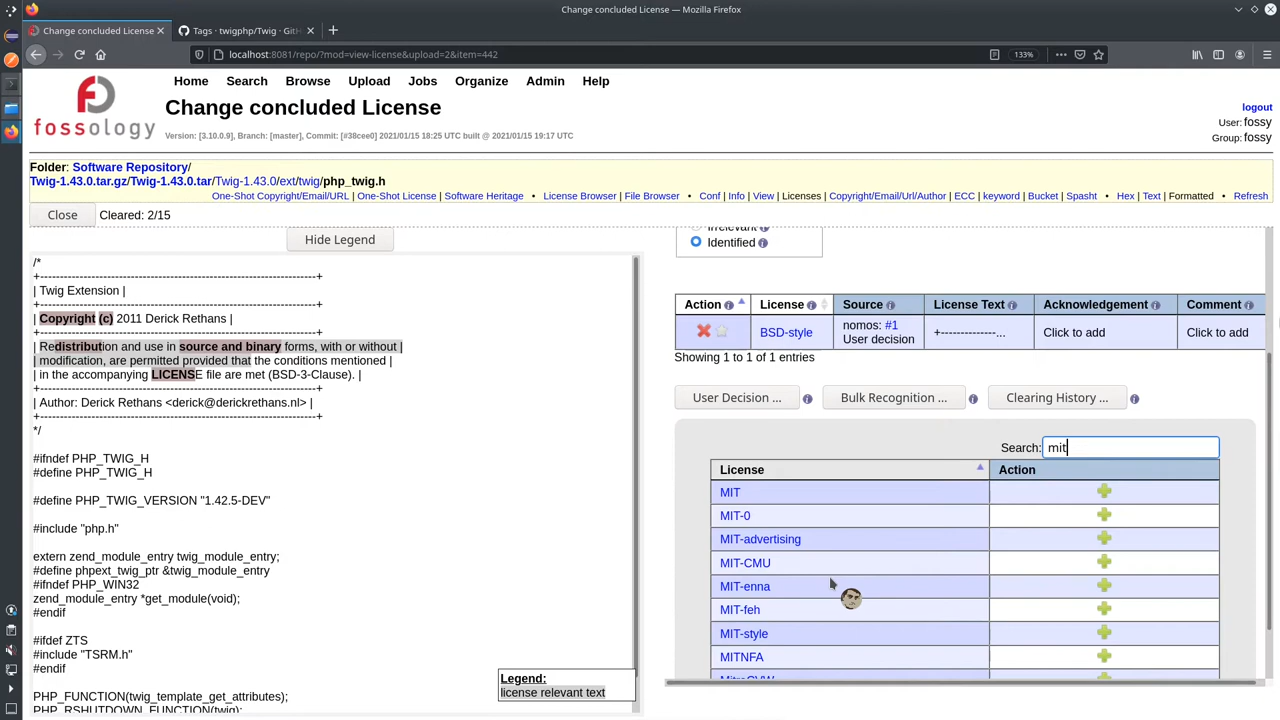 Change concluded License — Mozilla Firefox
Change concluded License
Tags · twigphp/Twig · GitH
localhost:8081/repo/?mod=view-license&upload=2&item=442
133%
fossology
Home Search Browse Upload Jobs Organize Admin Help
Change concluded License
Version: [3.10.0.9], Branch: [master], Commit: [#38cee0] 2021/01/15 18:25 UTC built @ 2021/01/15 19:17 UTC
logout
User: fossy
Group: fossy
Folder: Software Repository/
Twig-1.43.0.tar.gz/Twig-1.43.0.tar/Twig-1.43.0/ext/twig/php_twig.h
One-Shot Copyright/Email/URL | One-Shot License | Software Heritage • License Browser | File Browser • Conf | Info | View | Licenses | Copyright/Email/Url/Author | ECC | keyword | Bucket | Spasht • Hex | Text | Formatted • Refresh
Close Cleared: 2/15
Hide Legend
/*
+----------------------------------------------------------------------+
| Twig Extension |
+----------------------------------------------------------------------+
| Copyright (c) 2011 Derick Rethans |
+----------------------------------------------------------------------+
| Redistribution and use in source and binary forms, with or without |
| modification, are permitted provided that the conditions mentioned |
| in the accompanying LICENSE file are met (BSD-3-Clause). |
+----------------------------------------------------------------------+
| Author: Derick Rethans <derick@derickrethans.nl> |
+----------------------------------------------------------------------+
*/
#ifndef PHP_TWIG_H
#define PHP_TWIG_H
#define PHP_TWIG_VERSION "1.42.5-DEV"
#include "php.h"
extern zend_module_entry twig_module_entry;
#define phpext_twig_ptr &twig_module_entry
#ifndef PHP_WIN32
zend_module_entry *get_module(void);
#endif
#ifdef ZTS
#include "TSRM.h"
#endif
PHP_FUNCTION(twig_template_get_attributes);
PHP_RSHUTDOWN_FUNCTION(twig);
Legend:
license relevant text
Irrelevant
Identified
Action License Source License Text Acknowledgement Comment
BSD-style nomos: #1 +--------------... Click to add Click to add
User decision
Showing 1 to 1 of 1 entries
User Decision ... Bulk Recognition ... Clearing History ...
Search: mit
License Action
MIT
MIT-0
MIT-advertising
MIT-CMU
MIT-enna
MIT-feh
MIT-style
MITNFA
MitreCVW